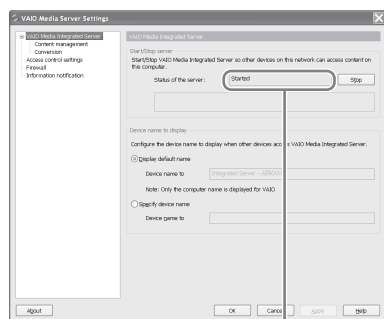 VAIO Media Server Settings
VAIO Media Integrated Server
Content management
Conversion
Access control settings
Firewall
Information notification
VAIO Media Integrated Server
Start/Stop server
Start/Stop VAIO Media Integrated Server so other devices on this network can access content on
this computer.
Status of the server:
Started
Stop
Device name to display
Configure the device name to display when other devices access VAIO Media Integrated Server.
Display default name
Device name to
Integrated Server -
Note: Only the computer name is displayed for VAIO
Specify device name
Device name to
About
OK
Cancel
Apply
Help